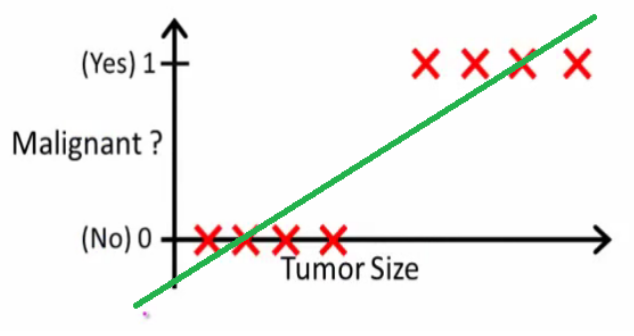 (Yes) 1
Malignant ?
(No) 0
Tumor Size